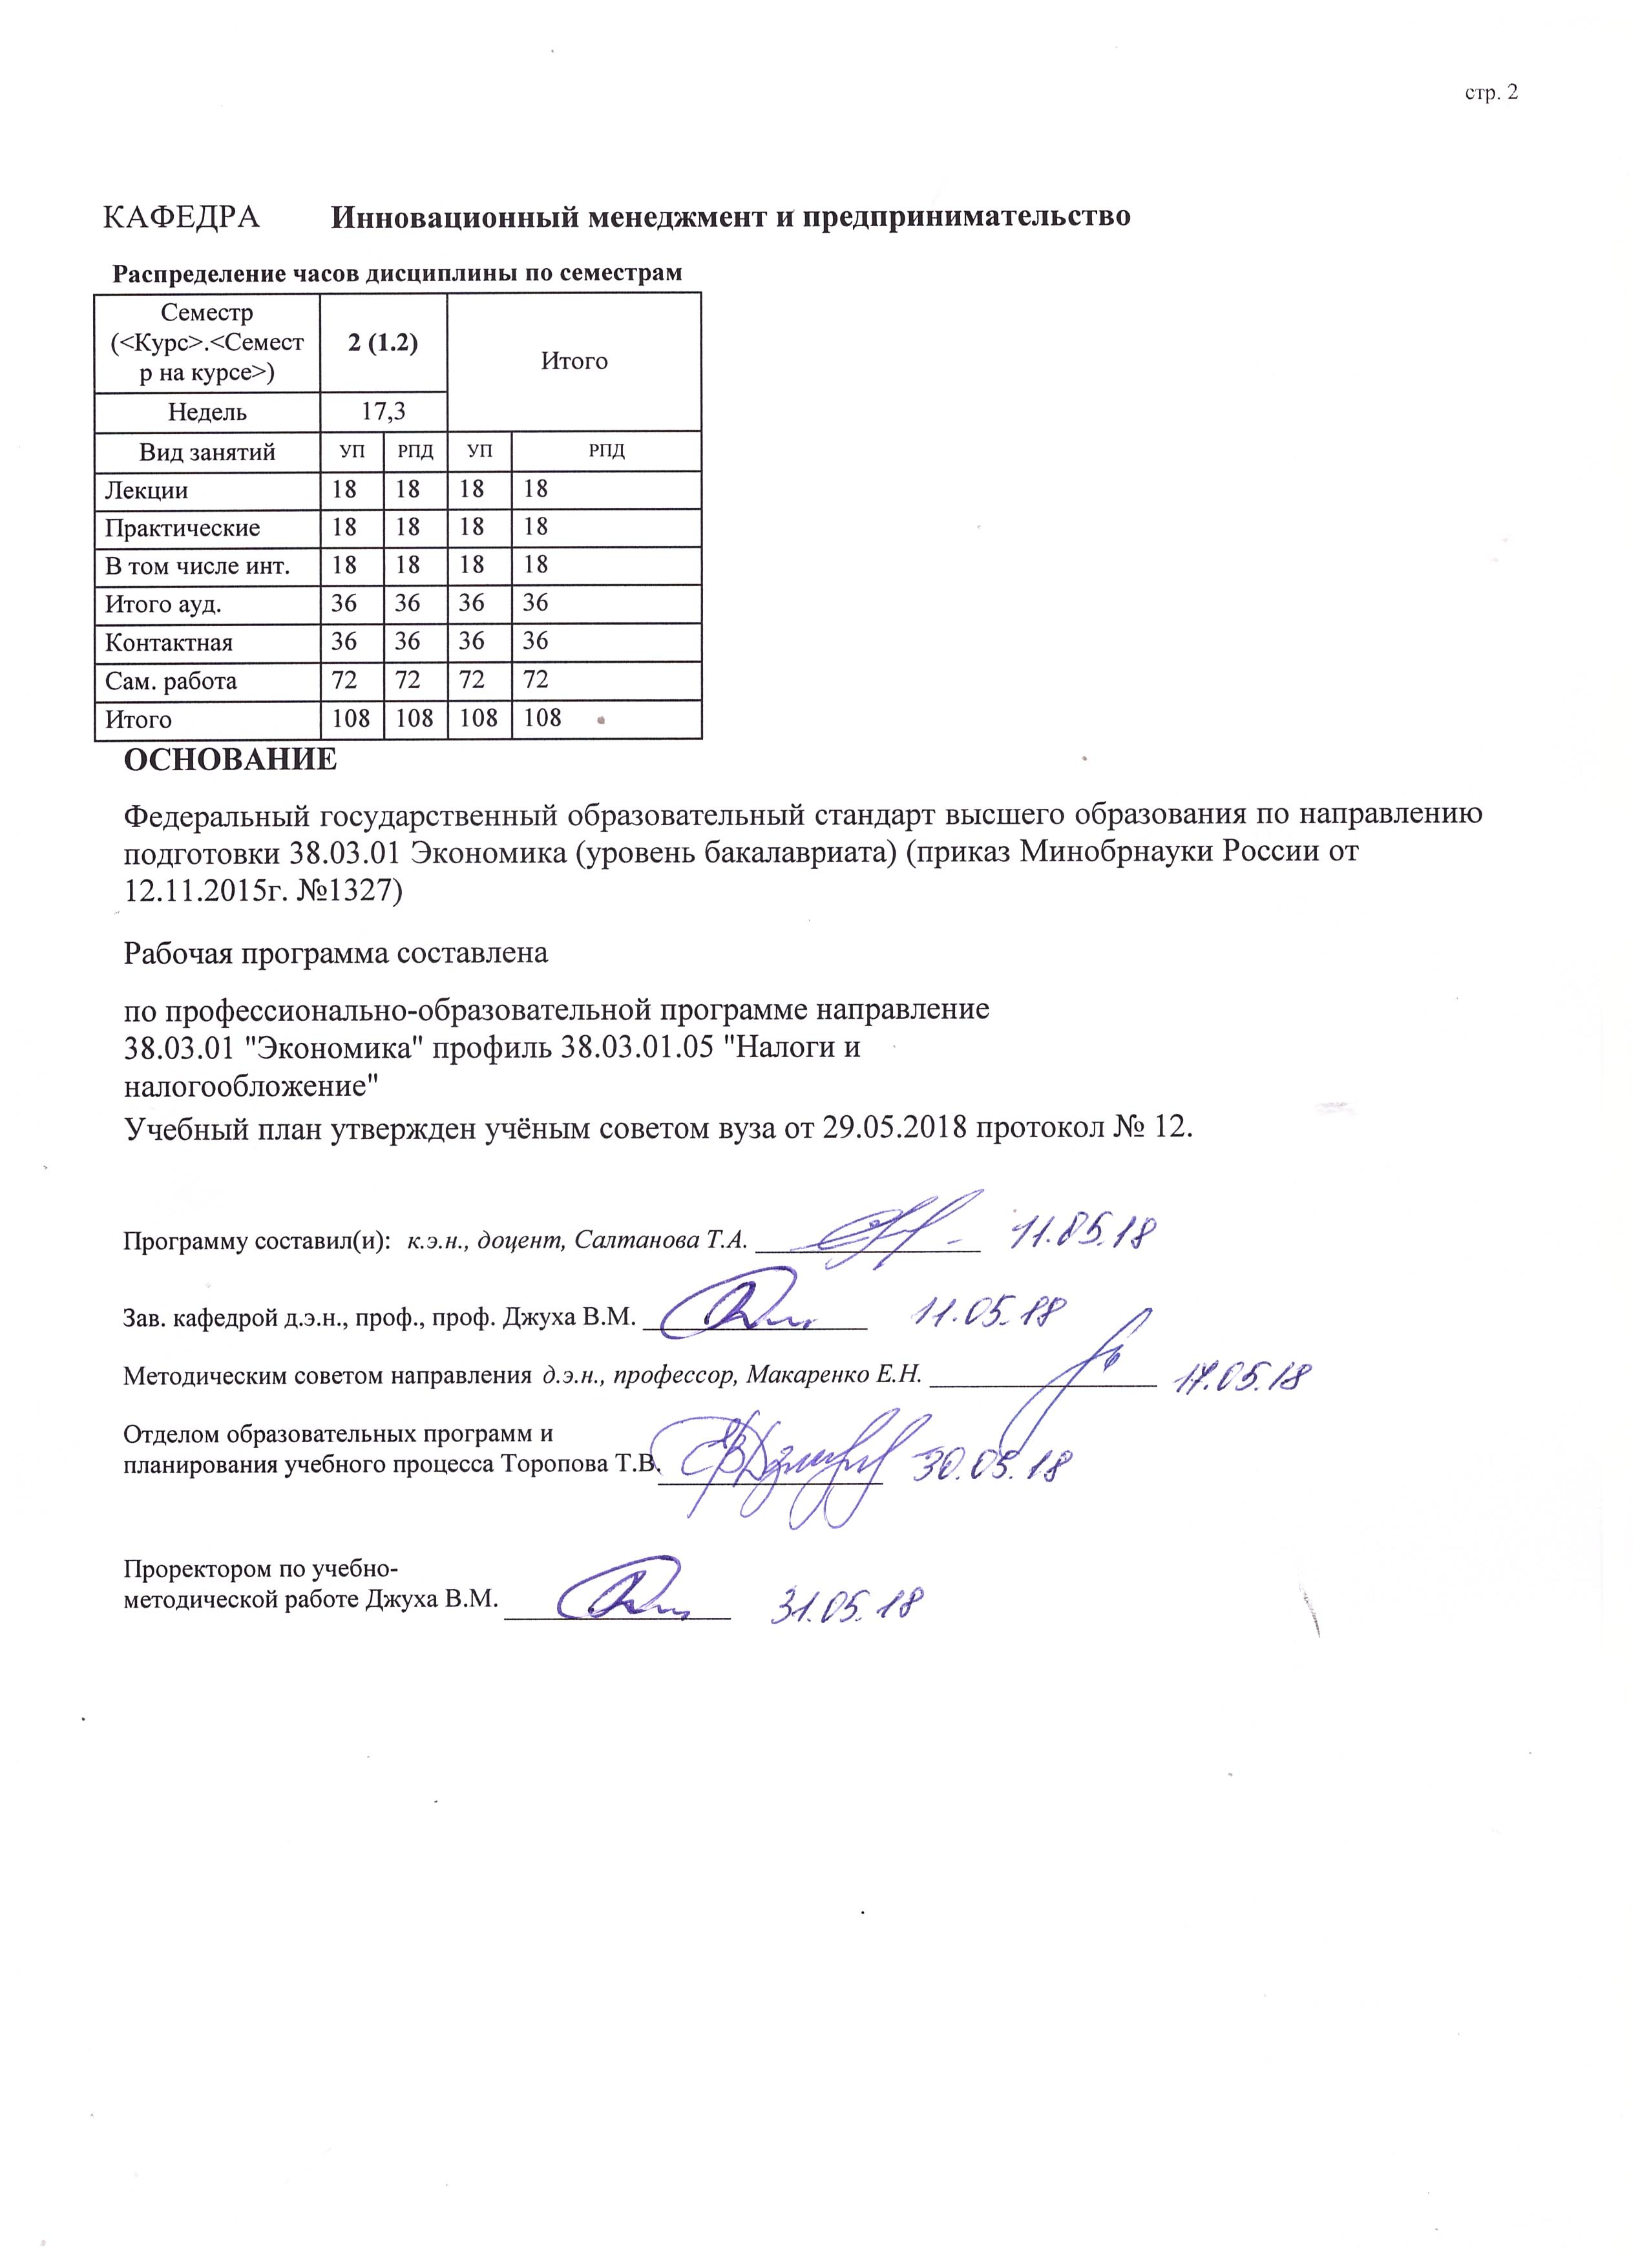 стр. 2
КАФЕДРА Инновационный менеджмент и предпринимательство
Распределение часов дисциплины по семестрам
Семестр
(<Курс>.<Семест
р на курсе>) 2 (1.2) Итого
Недель 17,3
Вид занятий УП РПД УП РПД
Лекции 18 18 18 18
Практические 18 18 18 18
В том числе инт. 18 18 18 18
Итого ауд. 36 36 36 36
Контактная 36 36 36 36
Сам. работа 72 72 72 72
Итого 108 108 108 108
ОСНОВАНИЕ
Федеральный государственный образовательный стандарт высшего образования по направлению
подготовки 38.03.01 Экономика (уровень бакалавриата) (приказ Минобрнауки России от
12.11.2015г. №1327)
Рабочая программа составлена
по профессионально-образовательной программе направление
38.03.01 "Экономика" профиль 38.03.01.05 "Налоги и
налогообложение"
Учебный план утвержден учёным советом вуза от 29.05.2018 протокол № 12.
Программу составил(и): к.э.н., доцент, Салтанова Т.А. 11.05.18
Зав. кафедрой д.э.н., проф., проф. Джуха В.М. 11.05.18
Методическим советом направления д.э.н., профессор, Макаренко Е.Н. 17.05.18
Отделом образовательных программ и
планирования учебного процесса Торопова Т.В. 30.05.18
Проректором по учебно-
методической работе Джуха В.М. 31.05.18